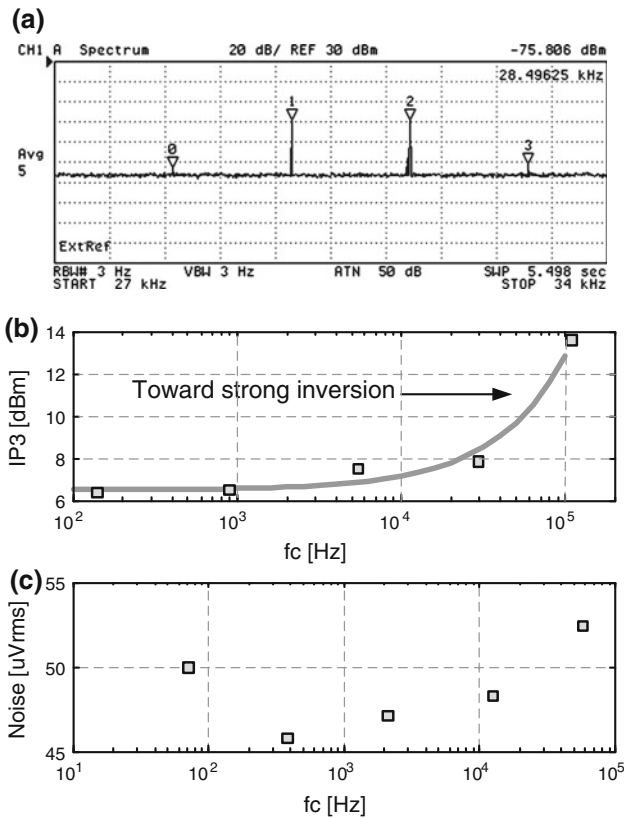 (a)
CH1 A Spectrum 20 dB/ REF 30 dBm -75.806 dBm
28.49625 kHz
0 1 2 3
Avg
5
ExtRef
RBW# 3 Hz VBW 3 Hz ATN 50 dB SWP 5.498 sec
START 27 kHz STOP 34 kHz
(b)
14
12
10
8
6
IP3 [dBm]
Toward strong inversion
10^2 10^3 10^4 10^5
fc [Hz]
(c)
55
50
45
Noise [uVrms]
10^1 10^2 10^3 10^4 10^5
fc [Hz]